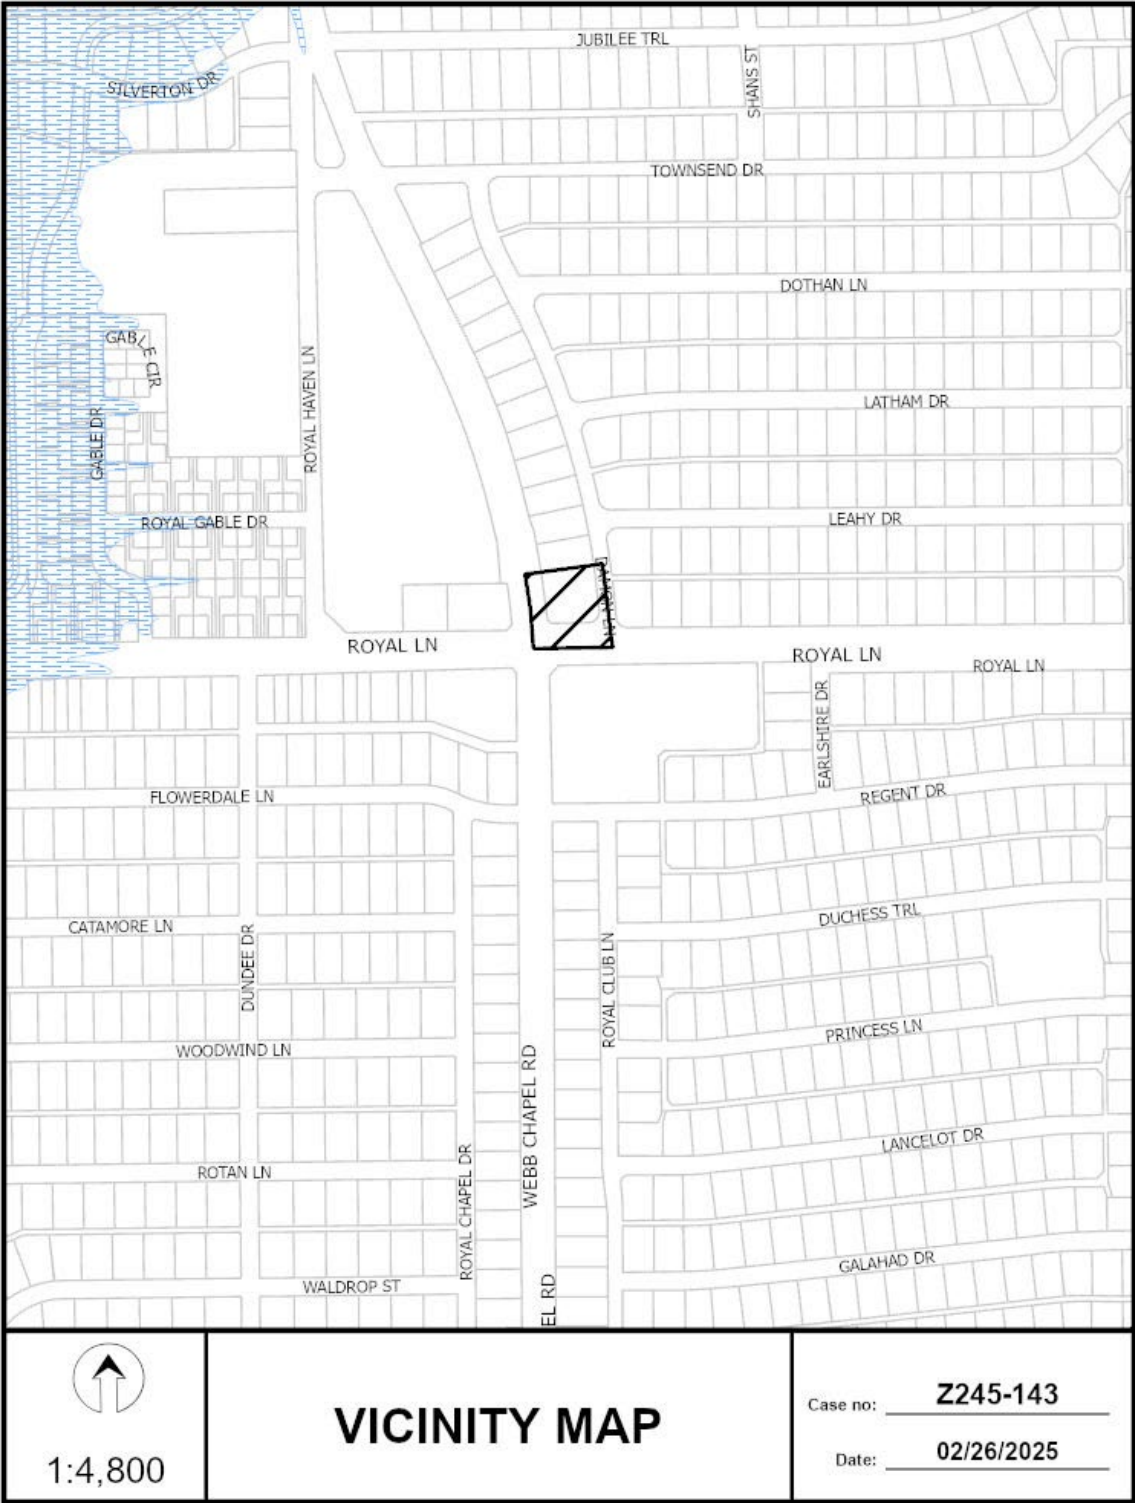 JUBILEE TRL
SHANS ST
SILVERTON DR
TOWNSEND DR
DOTHAN LN
GABLE CIR
ROYAL HAVEN LN
LATHAM DR
GABLE DR
ROYAL GABLE DR
LEAHY DR
ROYAL LN
ROYAL LN
ROYAL LN
EARLSHIRE DR
FLOWERDALE LN
REGENT DR
CATAMORE LN
DUNDEE DR
DUCHESS TRL
ROYAL CLUB LN
WOODWIND LN
PRINCESS LN
WEBB CHAPEL RD
LANCELOT DR
ROTAN LN
ROYAL CHAPEL DR
GALAHAD DR
WALDROP ST
EL RD
1:4,800
VICINITY MAP
Case no: Z245-143
Date: 02/26/2025